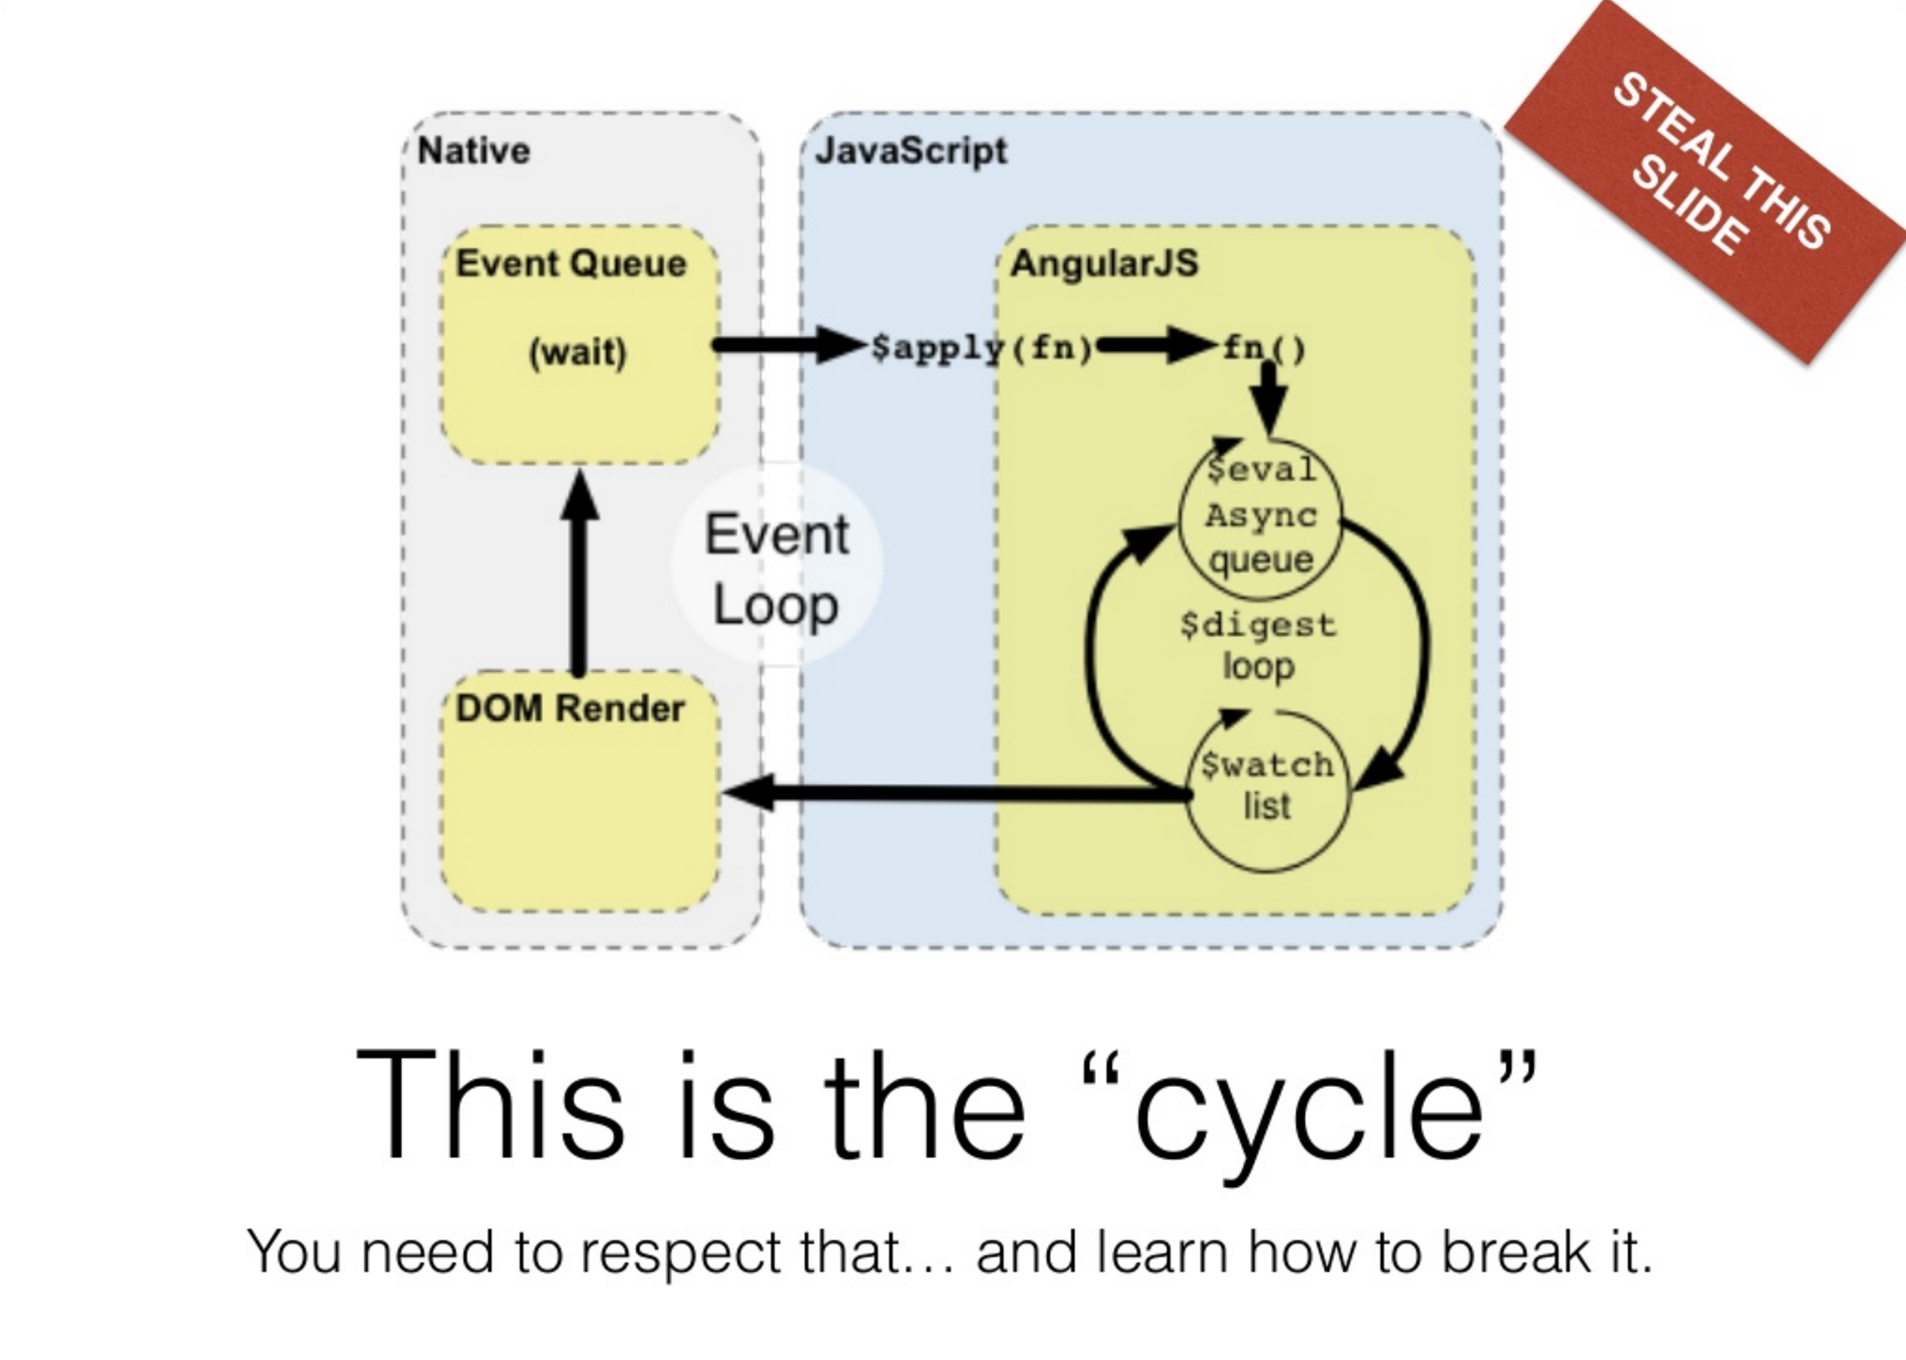 STEAL THIS
SLIDE
Native
JavaScript
Event Queue
(wait)
AngularJS
$apply(fn)
fn()
$eval
Async
queue
Event
Loop
$digest
loop
DOM Render
$watch
list
This is the “cycle”
You need to respect that… and learn how to break it.